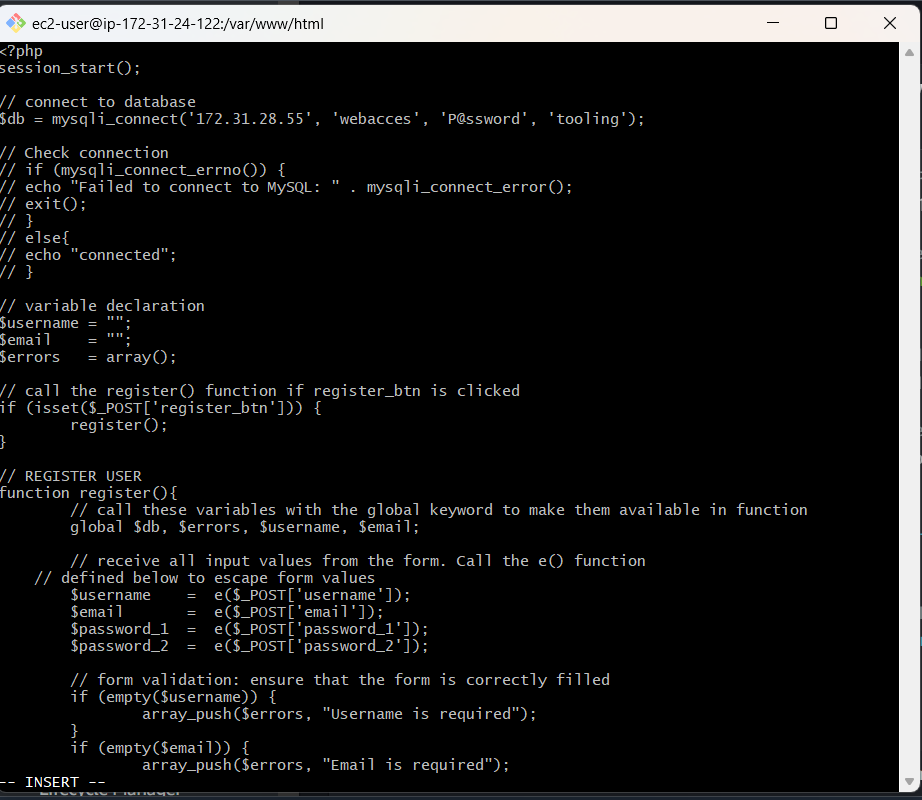 ec2-user@ip-172-31-24-122:/var/www/html
<?php
session_start();

// connect to database
$db = mysqli_connect('172.31.28.55', 'webacces', 'P@ssword', 'tooling');

// Check connection
// if (mysqli_connect_errno()) {
// echo "Failed to connect to MySQL: " . mysqli_connect_error();
// exit();
// }
// else{
// echo "connected";
// }

// variable declaration
$username = "";
$email    = "";
$errors   = array();

// call the register() function if register_btn is clicked
if (isset($_POST['register_btn'])) {
        register();
}

// REGISTER USER
function register(){
        // call these variables with the global keyword to make them available in function
        global $db, $errors, $username, $email;

        // receive all input values from the form. Call the e() function
    // defined below to escape form values
        $username    =  e($_POST['username']);
        $email       =  e($_POST['email']);
        $password_1  =  e($_POST['password_1']);
        $password_2  =  e($_POST['password_2']);

        // form validation: ensure that the form is correctly filled
        if (empty($username)) {
                array_push($errors, "Username is required");
        }
        if (empty($email)) {
                array_push($errors, "Email is required");
-- INSERT --
Lifecycle Manager